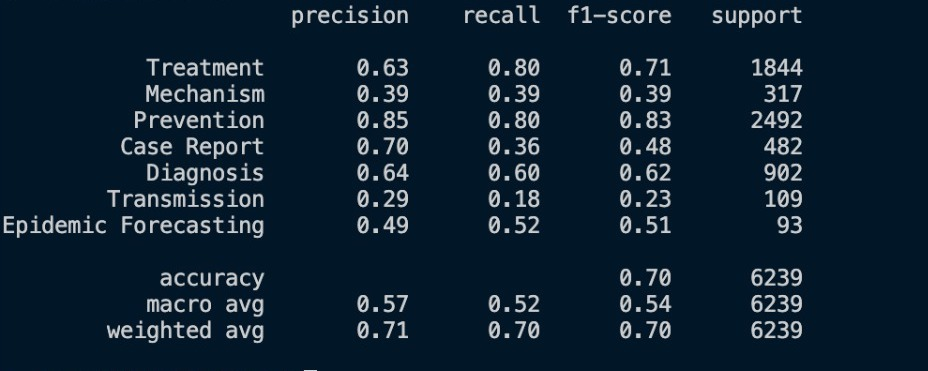 precision recall f1-score support
Treatment 0.63 0.80 0.71 1844
Mechanism 0.39 0.39 0.39 317
Prevention 0.85 0.80 0.83 2492
Case Report 0.70 0.36 0.48 482
Diagnosis 0.64 0.60 0.62 902
Transmission 0.29 0.18 0.23 109
Epidemic Forecasting 0.49 0.52 0.51 93
accuracy 0.70 6239
macro avg 0.57 0.52 0.54 6239
weighted avg 0.71 0.70 0.70 6239